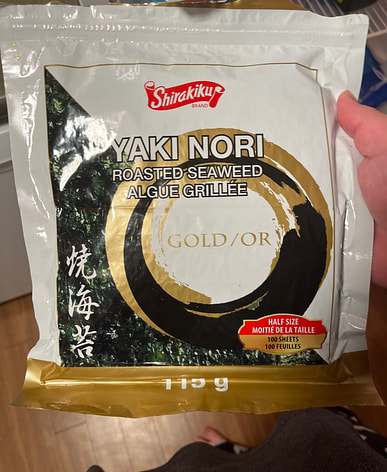 Shirakiku
BRAND
YAKI NORI
ROASTED SEAWEED
ALGUE GRILLÉE
GOLD/OR
焼海苔
HALF SIZE
MOITIÉ DE LA TAILLE
100 SHEETS
100 FEUILLES
115 g